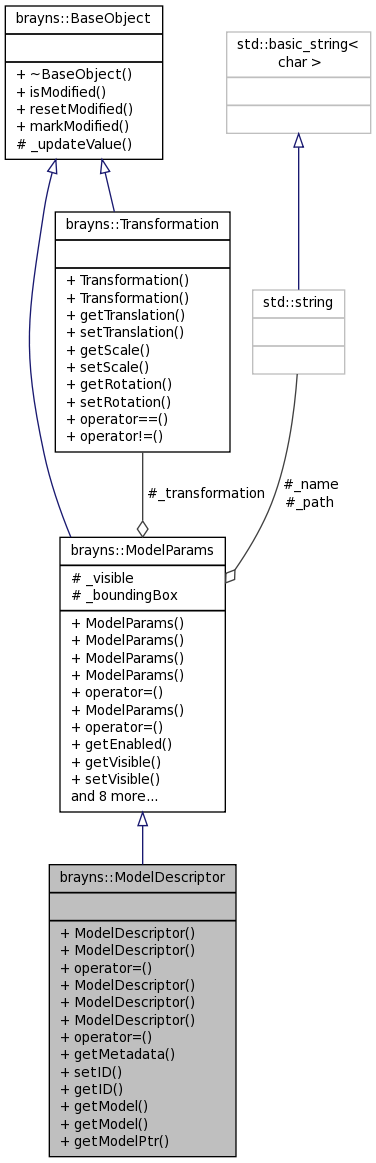 brayns::BaseObject
+ ~BaseObject()
+ isModified()
+ resetModified()
+ markModified()
# _updateValue()
std::basic_string<
char >
brayns::Transformation
+ Transformation()
+ Transformation()
+ getTranslation()
+ setTranslation()
+ getScale()
+ setScale()
+ getRotation()
+ setRotation()
+ operator==()
+ operator!=()
std::string
#_transformation
#_name
#_path
brayns::ModelParams
# _visible
# _boundingBox
+ ModelParams()
+ ModelParams()
+ ModelParams()
+ ModelParams()
+ operator=()
+ ModelParams()
+ operator=()
+ getEnabled()
+ getVisible()
+ setVisible()
and 8 more...
brayns::ModelDescriptor
+ ModelDescriptor()
+ ModelDescriptor()
+ operator=()
+ ModelDescriptor()
+ ModelDescriptor()
+ ModelDescriptor()
+ operator=()
+ getMetadata()
+ setID()
+ getID()
+ getModel()
+ getModel()
+ getModelPtr()